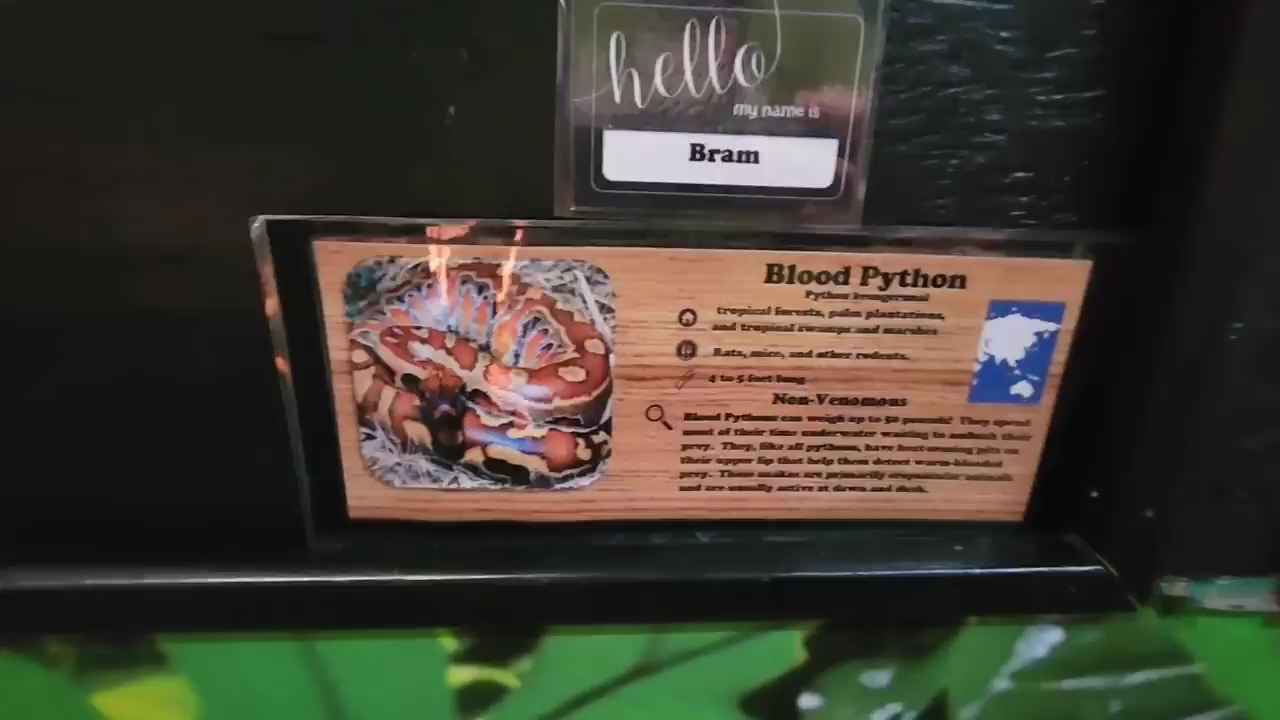 hello
my name is
Bram
Blood Python
Python brongersmai
tropical forests, palm plantations,
and tropical swamps and marshes
Rats, mice, and other rodents.
4 to 5 feet long
Non-Venomous
Blood Pythons can weigh up to 50 pounds! They spend
most of their time underwater waiting to ambush their
prey. They, like all pythons, have heat-sensing pits on
their upper lip that help them detect warm-blooded
prey. These snakes are primarily crepuscular animals
and are usually active at dawn and dusk.